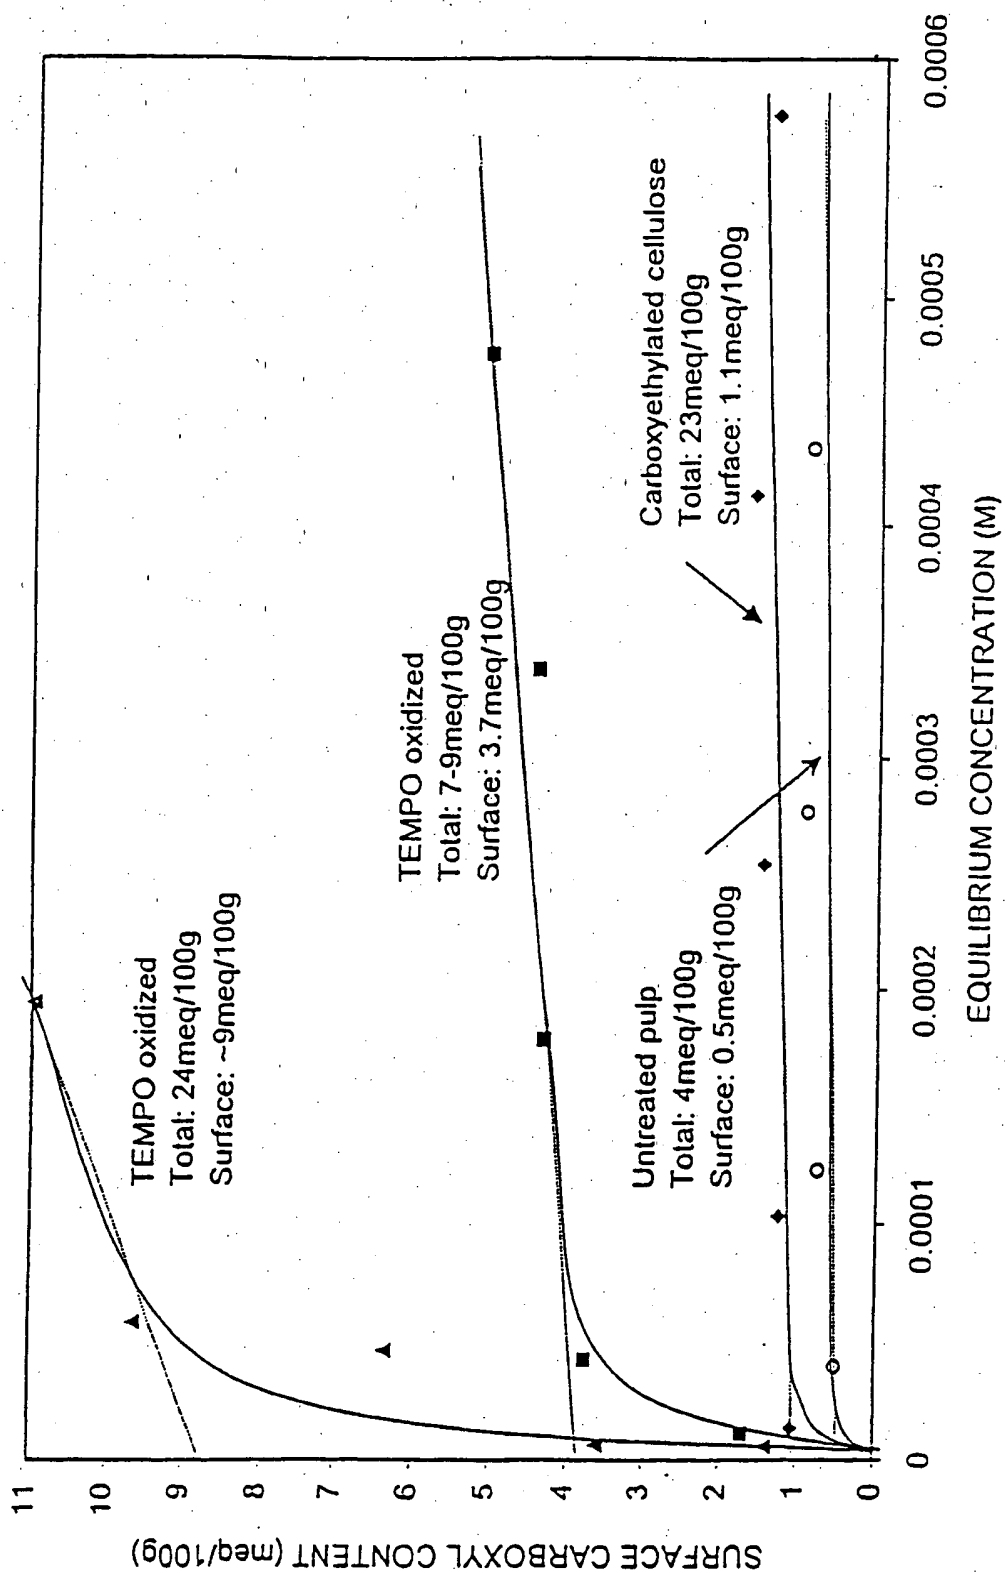 SURFACE CARBOXYL CONTENT (meq/100g)
11
10
9
8
7
6
5
4
3
2
1
0
TEMPO oxidized
Total: 24meq/100g
Surface: ~9meq/100g
TEMPO oxidized
Total: 7-9meq/100g
Surface: 3.7meq/100g
Untreated pulp
Total: 4meq/100g
Surface: 0.5meq/100g
Carboxyethylated cellulose
Total: 23meq/100g
Surface: 1.1meq/100g
0
0.0001
0.0002
0.0003
0.0004
0.0005
0.0006
EQUILIBRIUM CONCENTRATION (M)